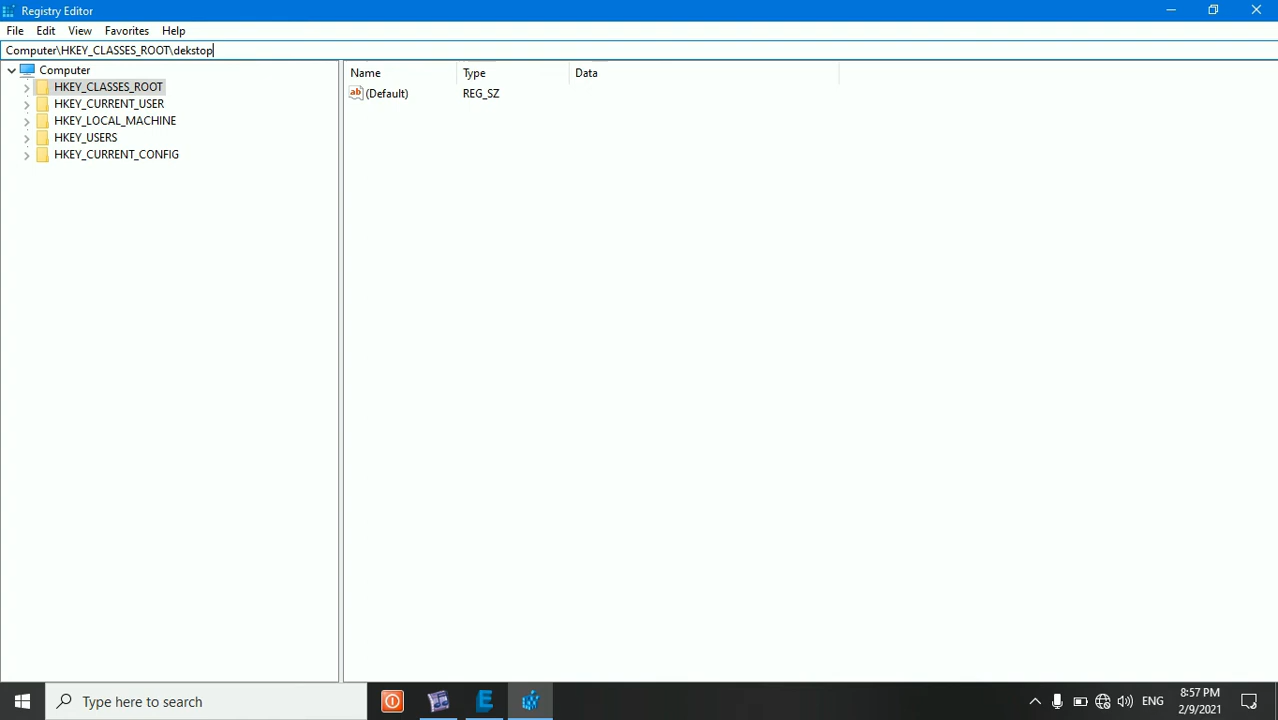 Registry Editor
File Edit View Favorites Help
Computer\HKEY_CLASSES_ROOT\dekstop
Computer
HKEY_CLASSES_ROOT
HKEY_CURRENT_USER
HKEY_LOCAL_MACHINE
HKEY_USERS
HKEY_CURRENT_CONFIG
Name Type Data
ab (Default) REG_SZ
Type here to search
ENG
8:57 PM
2/9/2021